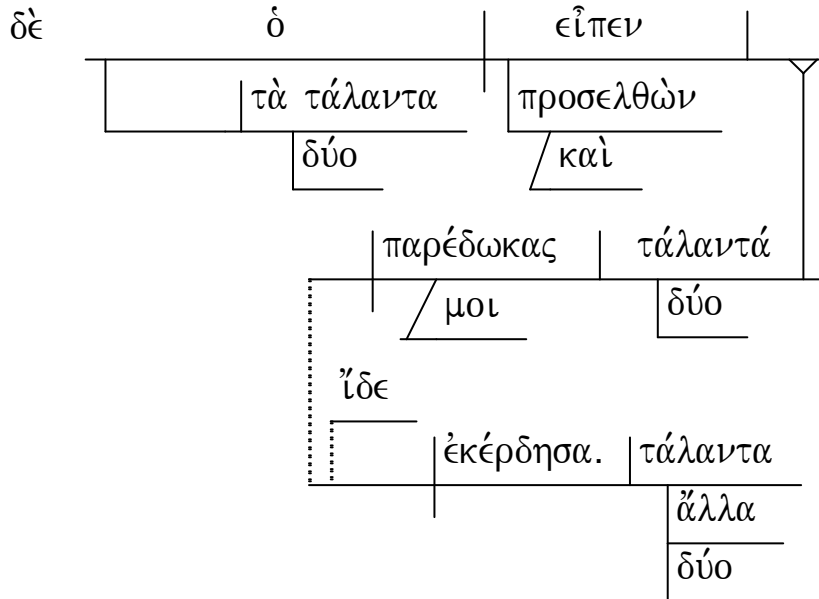 δὲ ὁ εἶπεν
τὰ τάλαντα προσελθὼν
δύο καὶ
παρέδωκας τάλαντά
μοι δύο
ἴδε
ἐκέρδησα. τάλαντα
ἄλλα
δύο